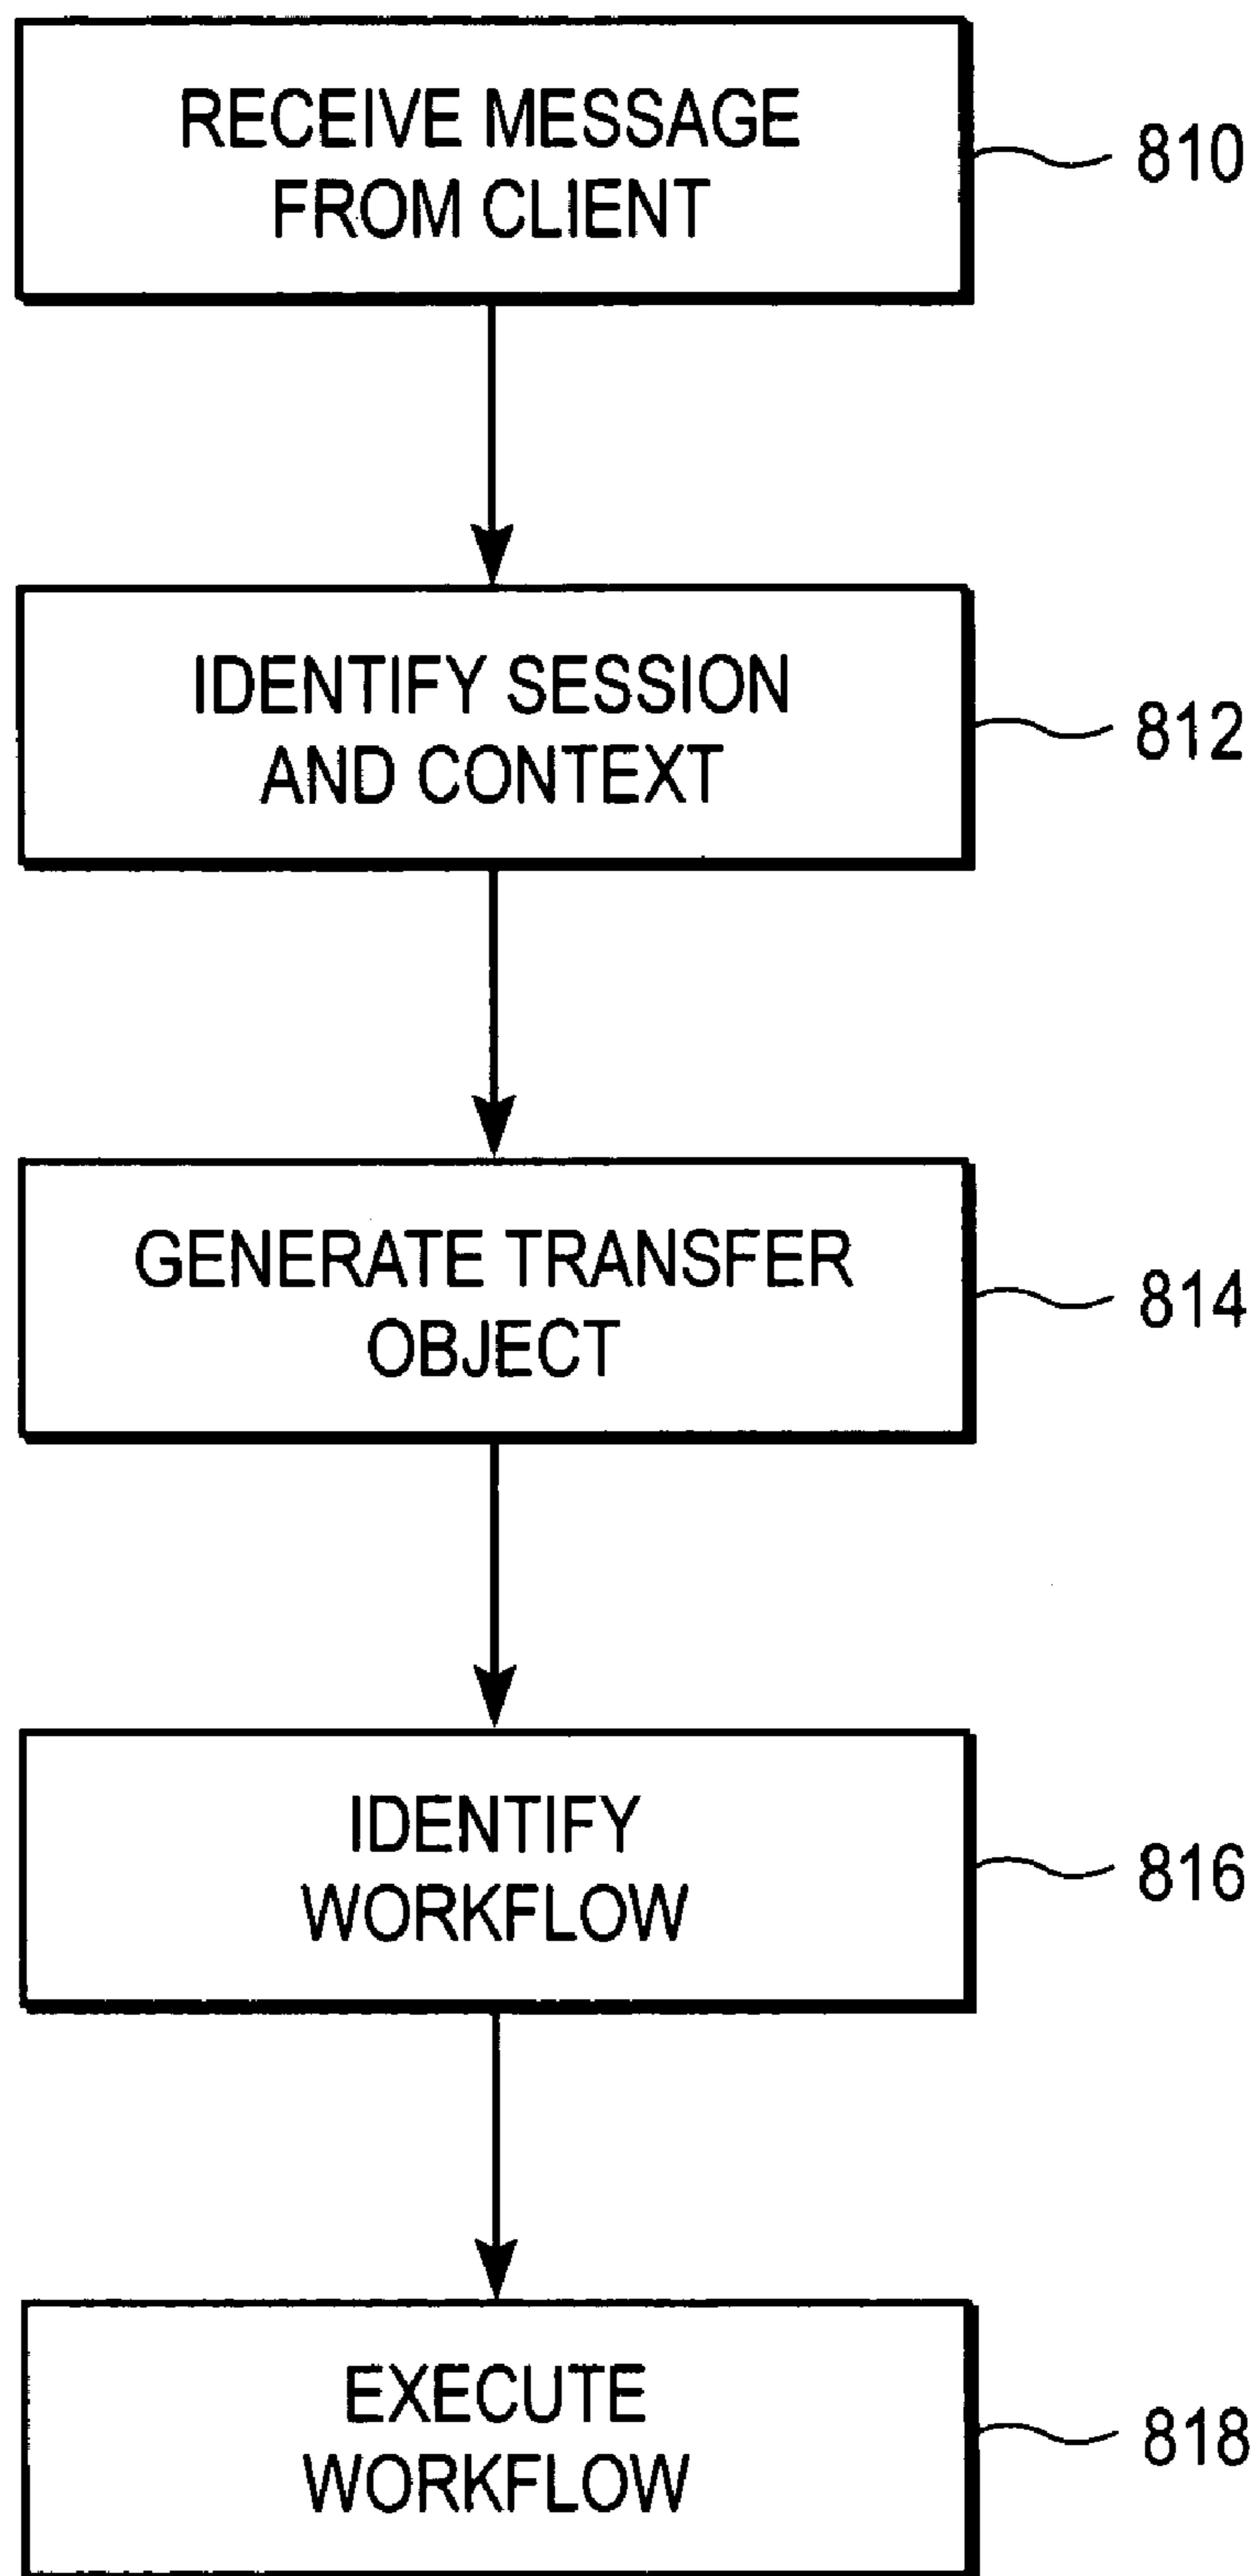 RECEIVE MESSAGE
FROM CLIENT
810
IDENTIFY SESSION
AND CONTEXT
812
GENERATE TRANSFER
OBJECT
814
IDENTIFY
WORKFLOW
816
EXECUTE
WORKFLOW
818